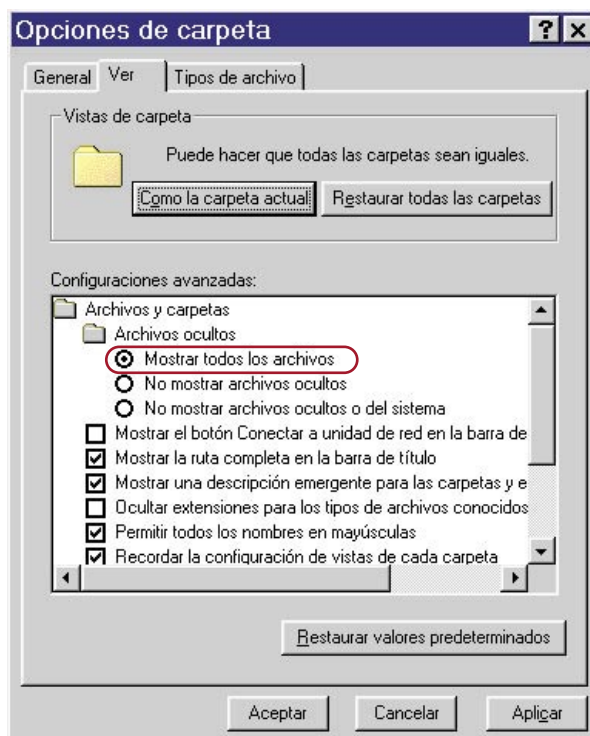 Opciones de carpeta
General Ver Tipos de archivo
Vistas de carpeta
Puede hacer que todas las carpetas sean iguales.
Como la carpeta actual Restaurar todas las carpetas
Configuraciones avanzadas:
Archivos y carpetas
Archivos ocultos
Mostrar todos los archivos
No mostrar archivos ocultos
No mostrar archivos ocultos o del sistema
Mostrar el botón Conectar a unidad de red en la barra de
Mostrar la ruta completa en la barra de título
Mostrar una descripción emergente para las carpetas y e
Ocultar extensiones para los tipos de archivos conocidos
Permitir todos los nombres en mayúsculas
Recordar la configuración de vistas de cada carpeta
Restaurar valores predeterminados
Aceptar Cancelar Aplicar